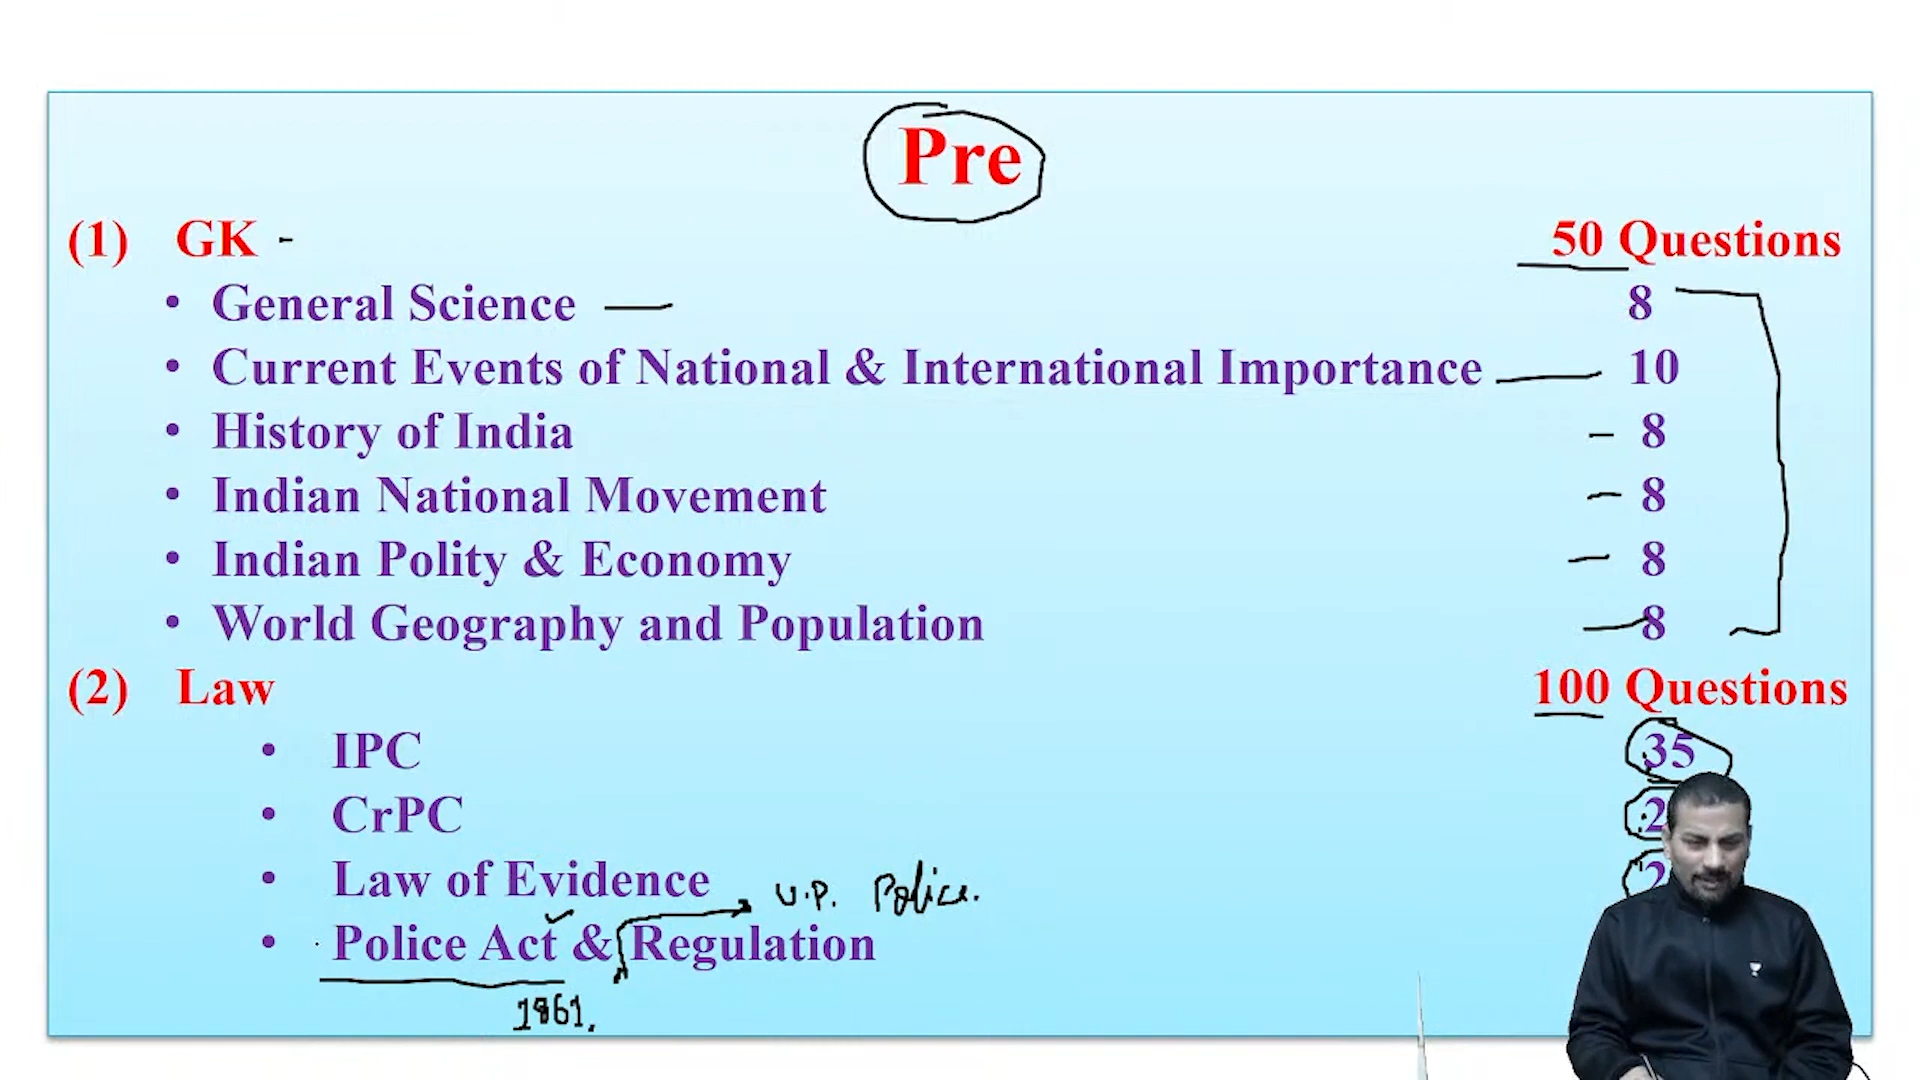 Pre
(1) GK - 50 Questions
• General Science — 8
• Current Events of National & International Importance — 10
• History of India - 8
• Indian National Movement - 8
• Indian Polity & Economy - 8
• World Geography and Population - 8
(2) Law 100 Questions
• IPC 35
• CrPC 2
• Law of Evidence 2
U.P. Police.
• Police Act & Regulation
1861.